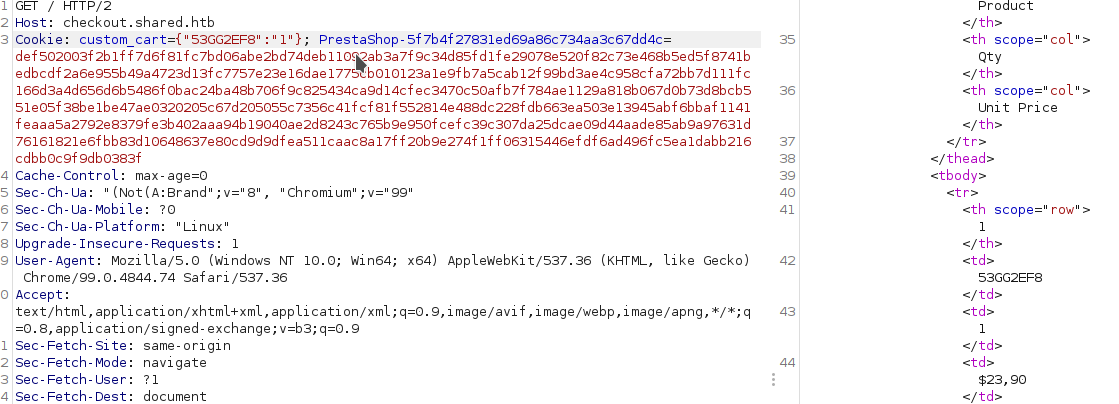 1 GET / HTTP/2
2 Host: checkout.shared.htb
3 Cookie: custom_cart={"53GG2EF8":"1"}; PrestaShop-5f7b4f27831ed69a86c734aa3c67dd4c=
def502003f2b1ff7d6f81fc7bd06abe2bd74deb11092ab3a7f9c34d85fd1fe29078e520f82c73e468b5ed5f8741b
edbcdf2a6e955b49a4723d13fc7757e23e16dae1775cb010123a1e9fb7a5cab12f99bd3ae4c958cfa72bb7d111fc
166d3a4d656d6b5486f0bac24ba48b706f9c825434ca9d14cfec3470c50afb7f784ae1129a818b067d0b73d8bcb5
51e05f38be1be47ae0320205c67d205055c7356c41fcf81f552814e488dc228fdb663ea503e13945abf6bbaf1141
feaaa5a2792e8379fe3b402aaa94b19040ae2d8243c765b9e950fcefc39c307da25dcae09d44aade85ab9a97631d
76161821e6fbb83d10648637e80cd9d9dfea511caac8a17ff20b9e274f1ff06315446efdf6ad496fc5ea1dabb216
cdbb0c9f9db0383f
4 Cache-Control: max-age=0
5 Sec-Ch-Ua: "(Not(A:Brand";v="8", "Chromium";v="99"
6 Sec-Ch-Ua-Mobile: ?0
7 Sec-Ch-Ua-Platform: "Linux"
8 Upgrade-Insecure-Requests: 1
9 User-Agent: Mozilla/5.0 (Windows NT 10.0; Win64; x64) AppleWebKit/537.36 (KHTML, like Gecko)
Chrome/99.0.4844.74 Safari/537.36
0 Accept:
text/html,application/xhtml+xml,application/xml;q=0.9,image/avif,image/webp,image/apng,*/*;q
=0.8,application/signed-exchange;v=b3;q=0.9
1 Sec-Fetch-Site: same-origin
2 Sec-Fetch-Mode: navigate
3 Sec-Fetch-User: ?1
4 Sec-Fetch-Dest: document
Product
</th>
35 <th scope="col">
Qty
</th>
36 <th scope="col">
Unit Price
</th>
37 </tr>
38 </thead>
39 <tbody>
40 <tr>
41 <th scope="row">
1
</th>
42 <td>
53GG2EF8
</td>
43 <td>
1
</td>
44 <td>
$23,90
</td>